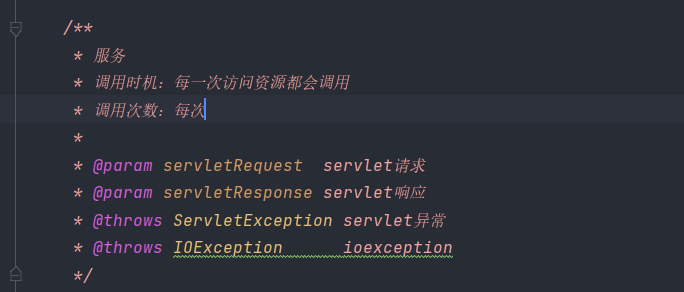 /**
* 服务
* 调用时机：每一次访问资源都会调用
* 调用次数：每次
*
* @param servletRequest  servlet请求
* @param servletResponse servlet响应
* @throws ServletException servlet异常
* @throws IOException      ioexception
*/